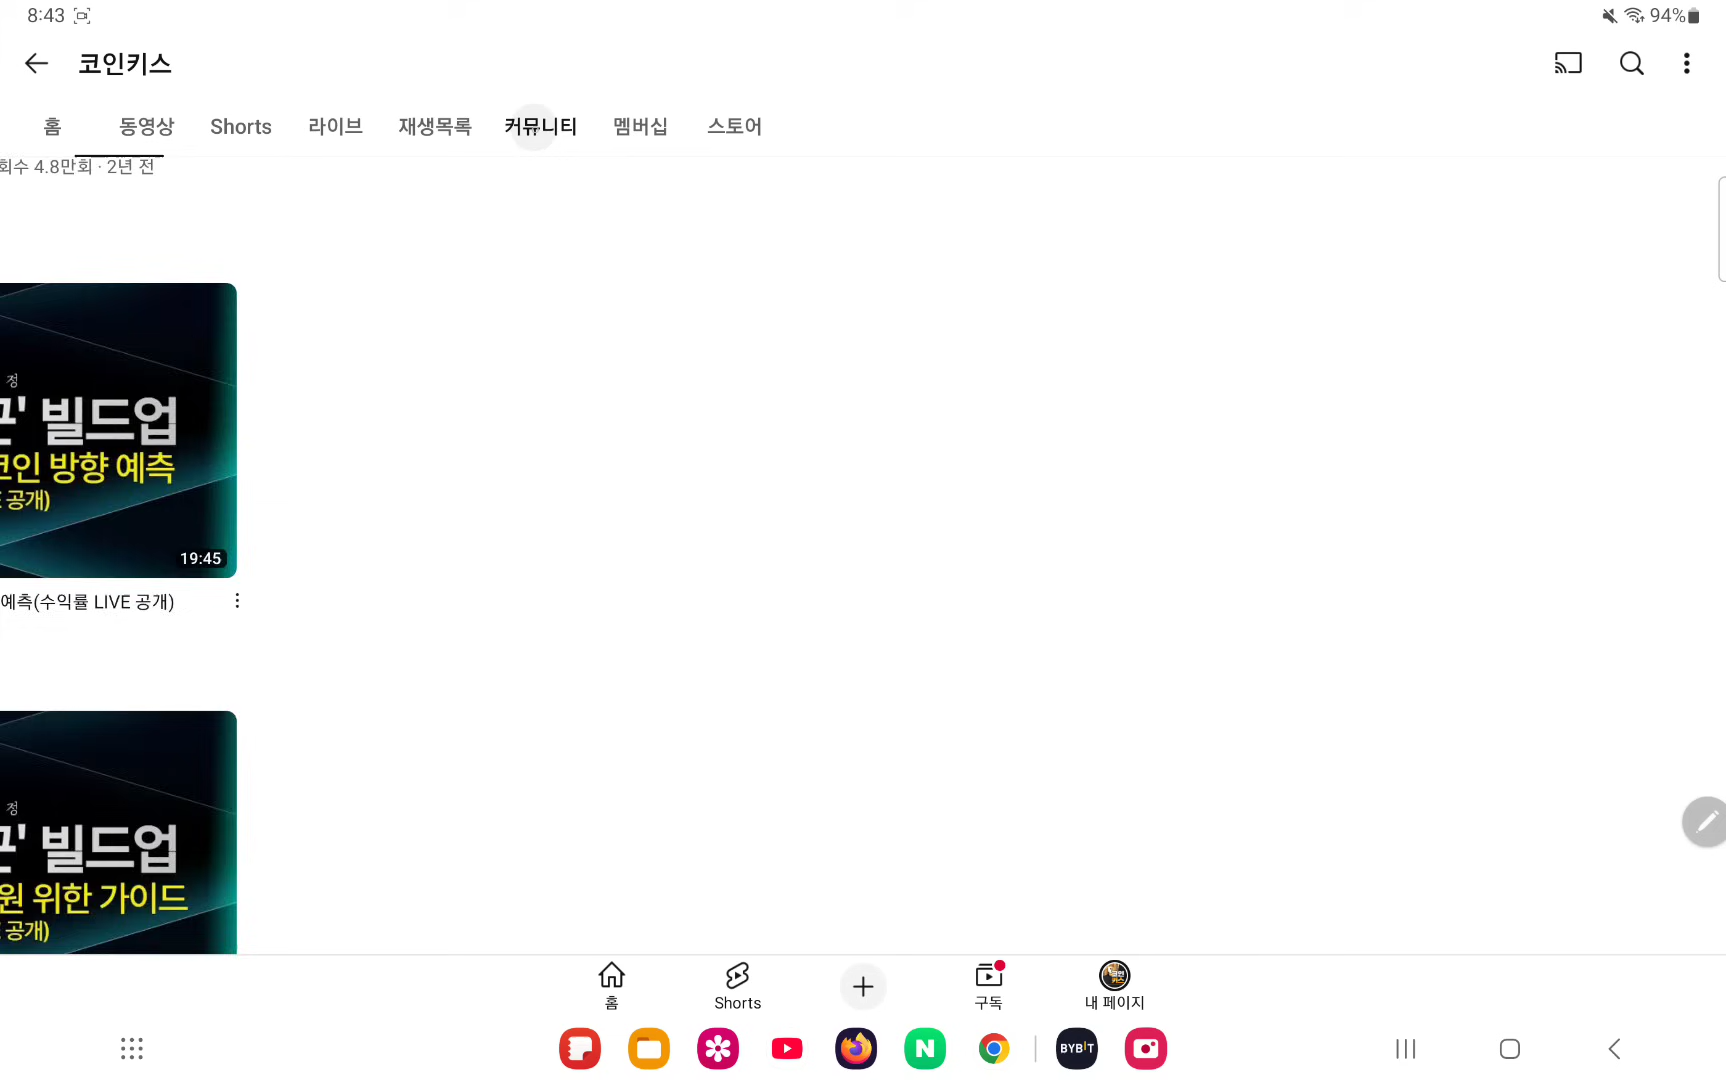 8:43
94%
코인키스
홈 동영상 Shorts 라이브 재생목록 커뮤니티 멤버십 스토어
회수 4.8만회 · 2년 전
정
' 빌드업
코인 방향 예측
공개)
19:45
예측(수익률 LIVE 공개)
정
' 빌드업
원 위한 가이드
공개)
홈 Shorts 구독 내 페이지
N
BYBIT